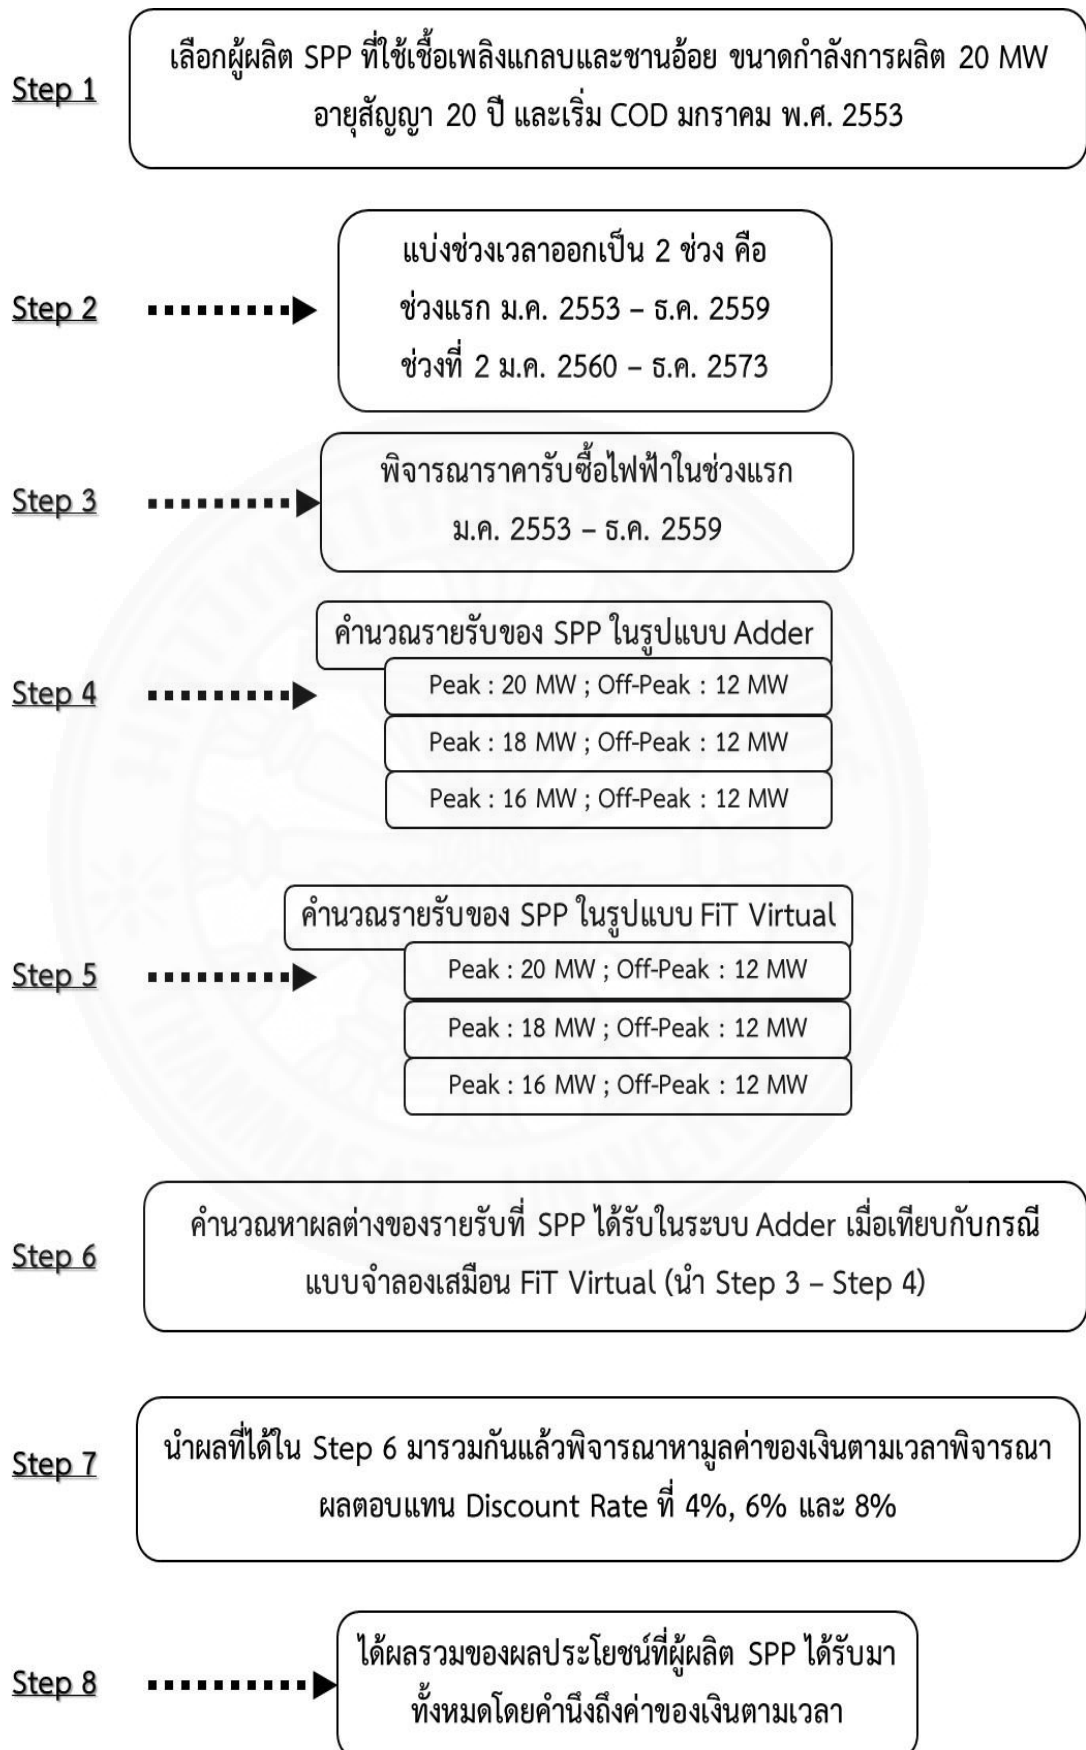 Step 1
เลือกผู้ผลิต SPP ที่ใช้เชื้อเพลิงแกลบและชานอ้อย ขนาดกำลังการผลิต 20 MW
อายุสัญญา 20 ปี และเริ่ม COD มกราคม พ.ศ. 2553
Step 2
แบ่งช่วงเวลาออกเป็น 2 ช่วง คือ
ช่วงแรก ม.ค. 2553 – ธ.ค. 2559
ช่วงที่ 2 ม.ค. 2560 – ธ.ค. 2573
Step 3
พิจารณาราคารับซื้อไฟฟ้าในช่วงแรก
ม.ค. 2553 – ธ.ค. 2559
Step 4
คำนวณรายรับของ SPP ในรูปแบบ Adder
Peak : 20 MW ; Off-Peak : 12 MW
Peak : 18 MW ; Off-Peak : 12 MW
Peak : 16 MW ; Off-Peak : 12 MW
Step 5
คำนวณรายรับของ SPP ในรูปแบบ FiT Virtual
Peak : 20 MW ; Off-Peak : 12 MW
Peak : 18 MW ; Off-Peak : 12 MW
Peak : 16 MW ; Off-Peak : 12 MW
THAMMASAT UNIVERSITY
Step 6
คำนวณหาผลต่างของรายรับที่ SPP ได้รับในระบบ Adder เมื่อเทียบกับกรณี
แบบจำลองเสมือน FiT Virtual (นำ Step 3 – Step 4)
Step 7
นำผลที่ได้ใน Step 6 มารวมกันแล้วพิจารณาหามูลค่าของเงินตามเวลาพิจารณา
ผลตอบแทน Discount Rate ที่ 4%, 6% และ 8%
Step 8
ได้ผลรวมของผลประโยชน์ที่ผู้ผลิต SPP ได้รับมา
ทั้งหมดโดยคำนึงถึงค่าของเงินตามเวลา